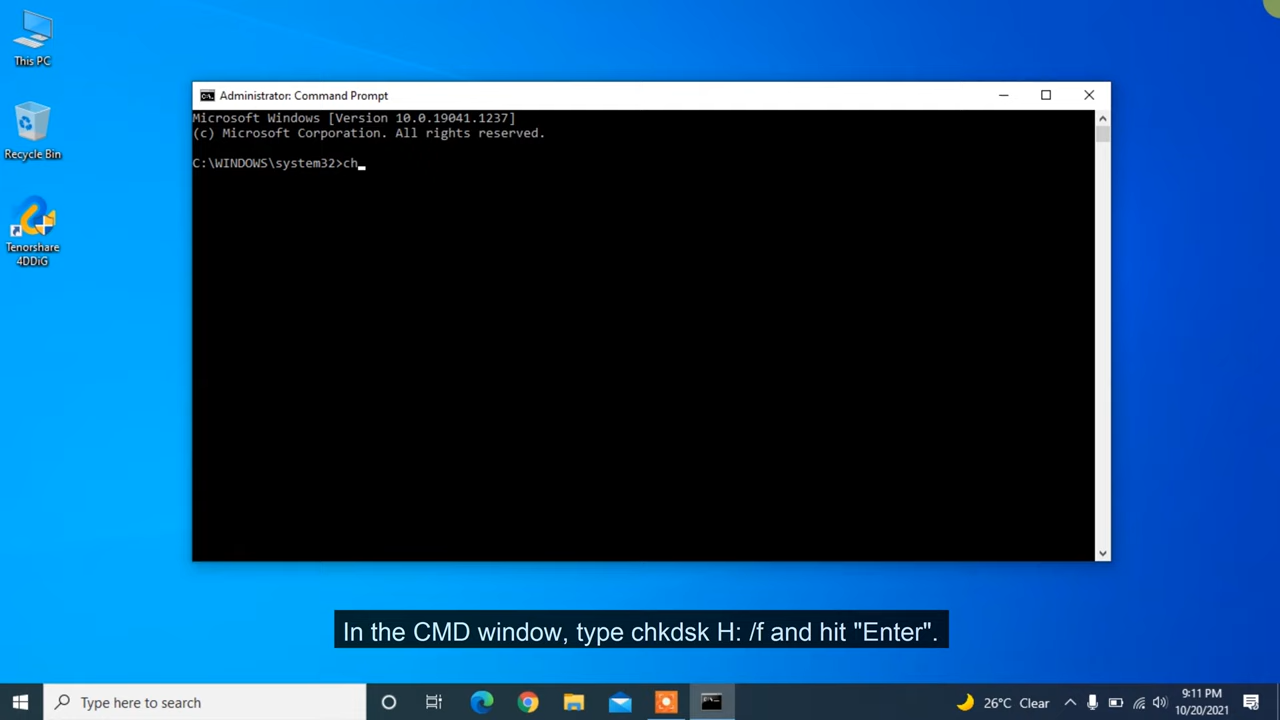 This PC
Recycle Bin
Tenorshare
4DDiG
Administrator: Command Prompt
Microsoft Windows [Version 10.0.19041.1237]
(c) Microsoft Corporation. All rights reserved.
C:\WINDOWS\system32>ch_
In the CMD window, type chkdsk H: /f and hit "Enter".
Type here to search
26°C Clear
9:11 PM
10/20/2021